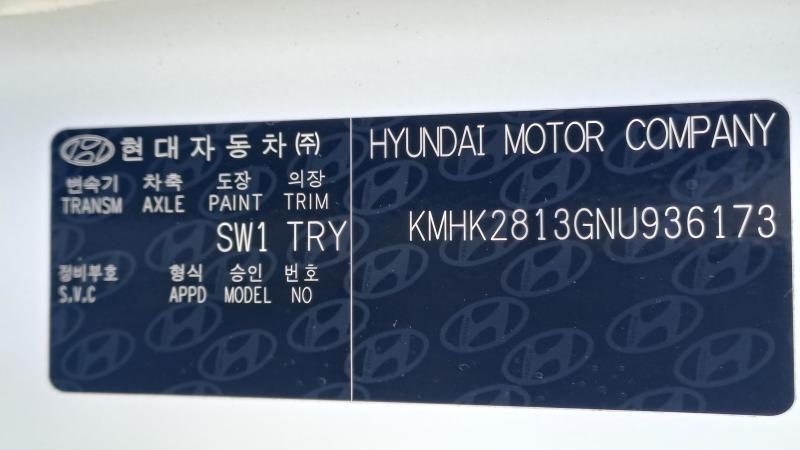 현대자동차㈜
변속기 차축 도장 의장
TRANSM AXLE PAINT TRIM
SW1 TRY
정비부호 형식 승인 번호
S.V.C APPD MODEL NO
HYUNDAI MOTOR COMPANY
KMHK2813GNU936173